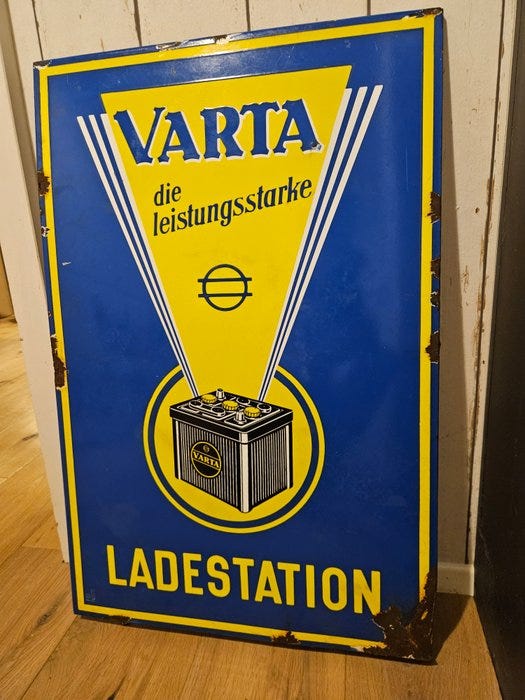 VARTA
die
leistungsstarke
VARTA
LADESTATION